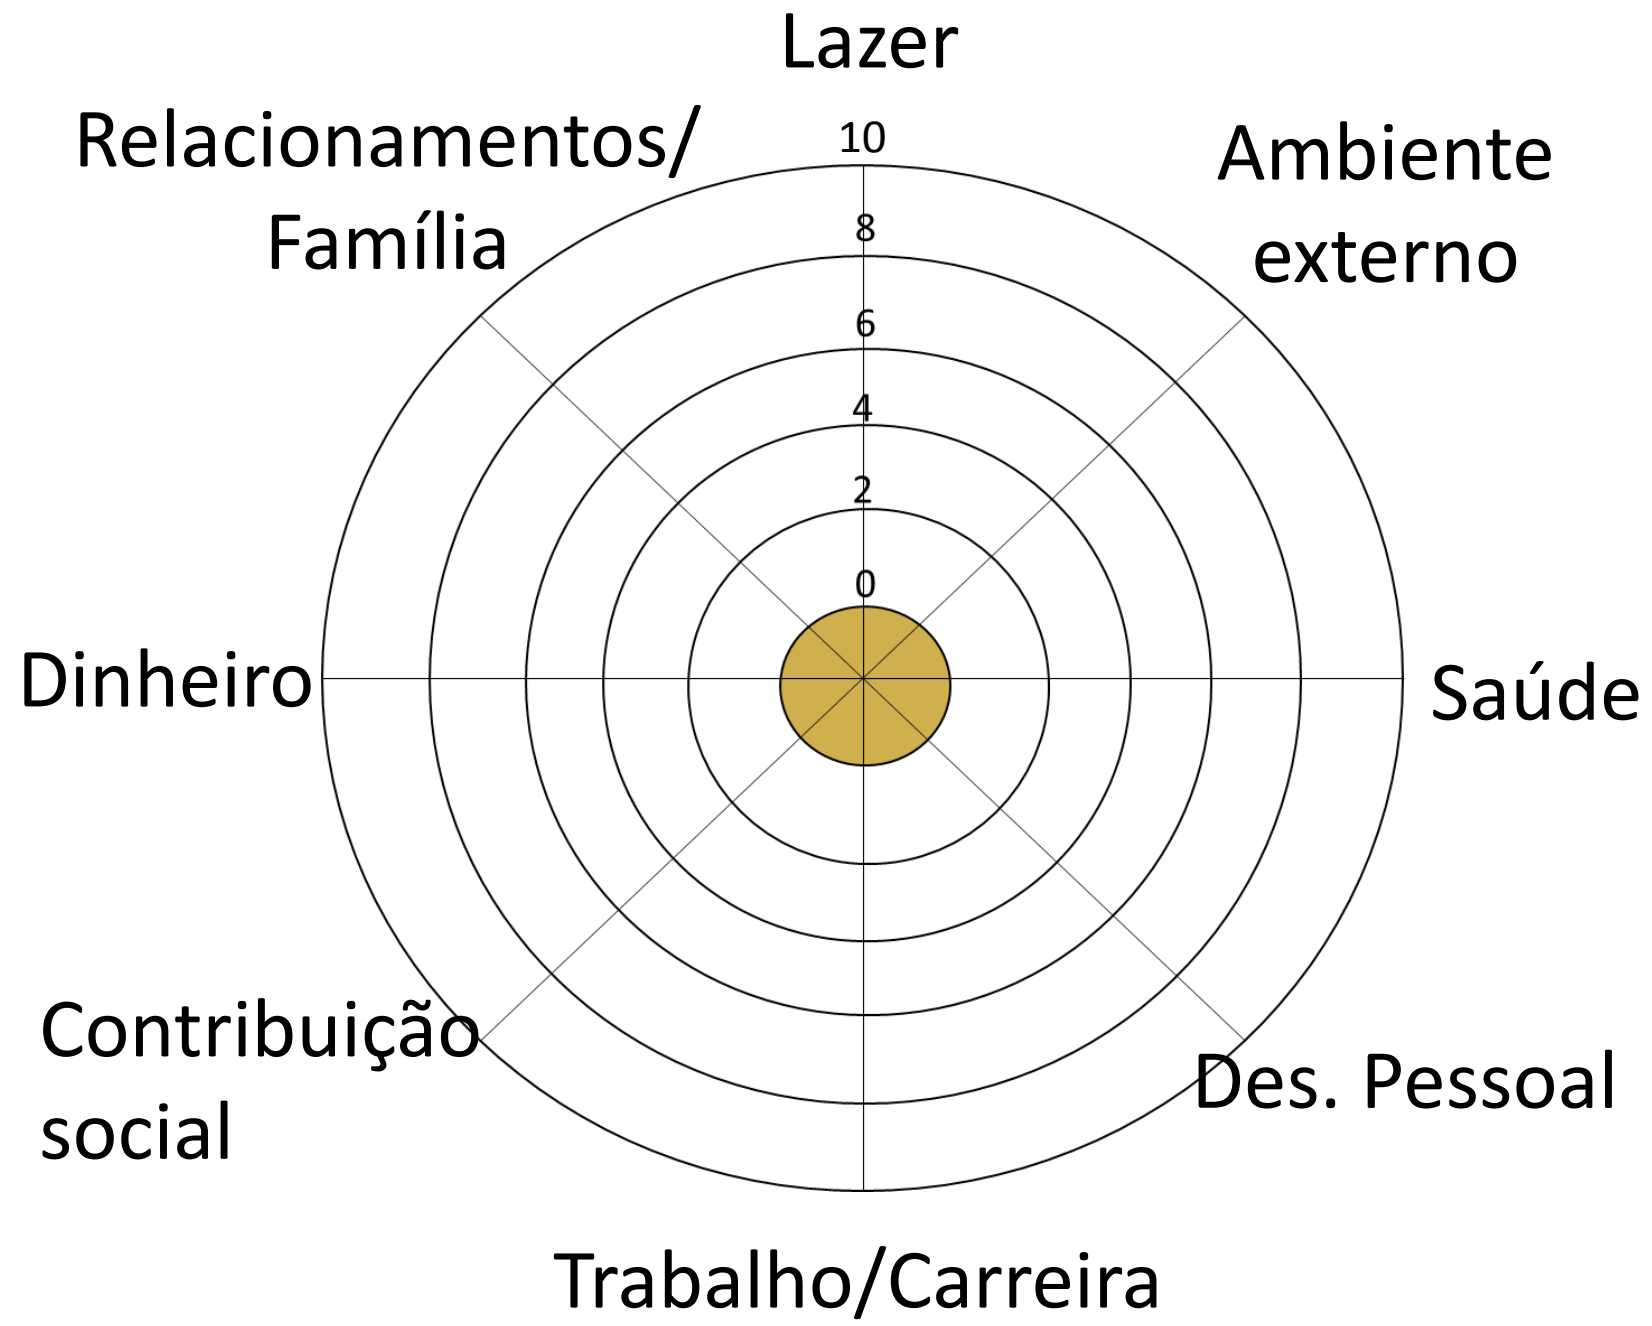 Lazer
Relacionamentos/
Família
10
Ambiente
externo
8
6
4
2
0
Dinheiro
Saúde
Contribuição
social
Des. Pessoal
Trabalho/Carreira